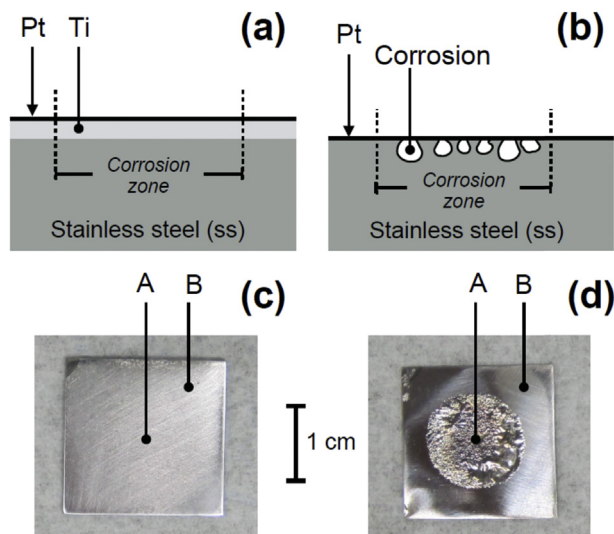 Pt Ti (a)
Corrosion
zone
Stainless steel (ss)
Pt (b)
Corrosion
Corrosion
zone
Stainless steel (ss)
A B (c)
1 cm
A B (d)